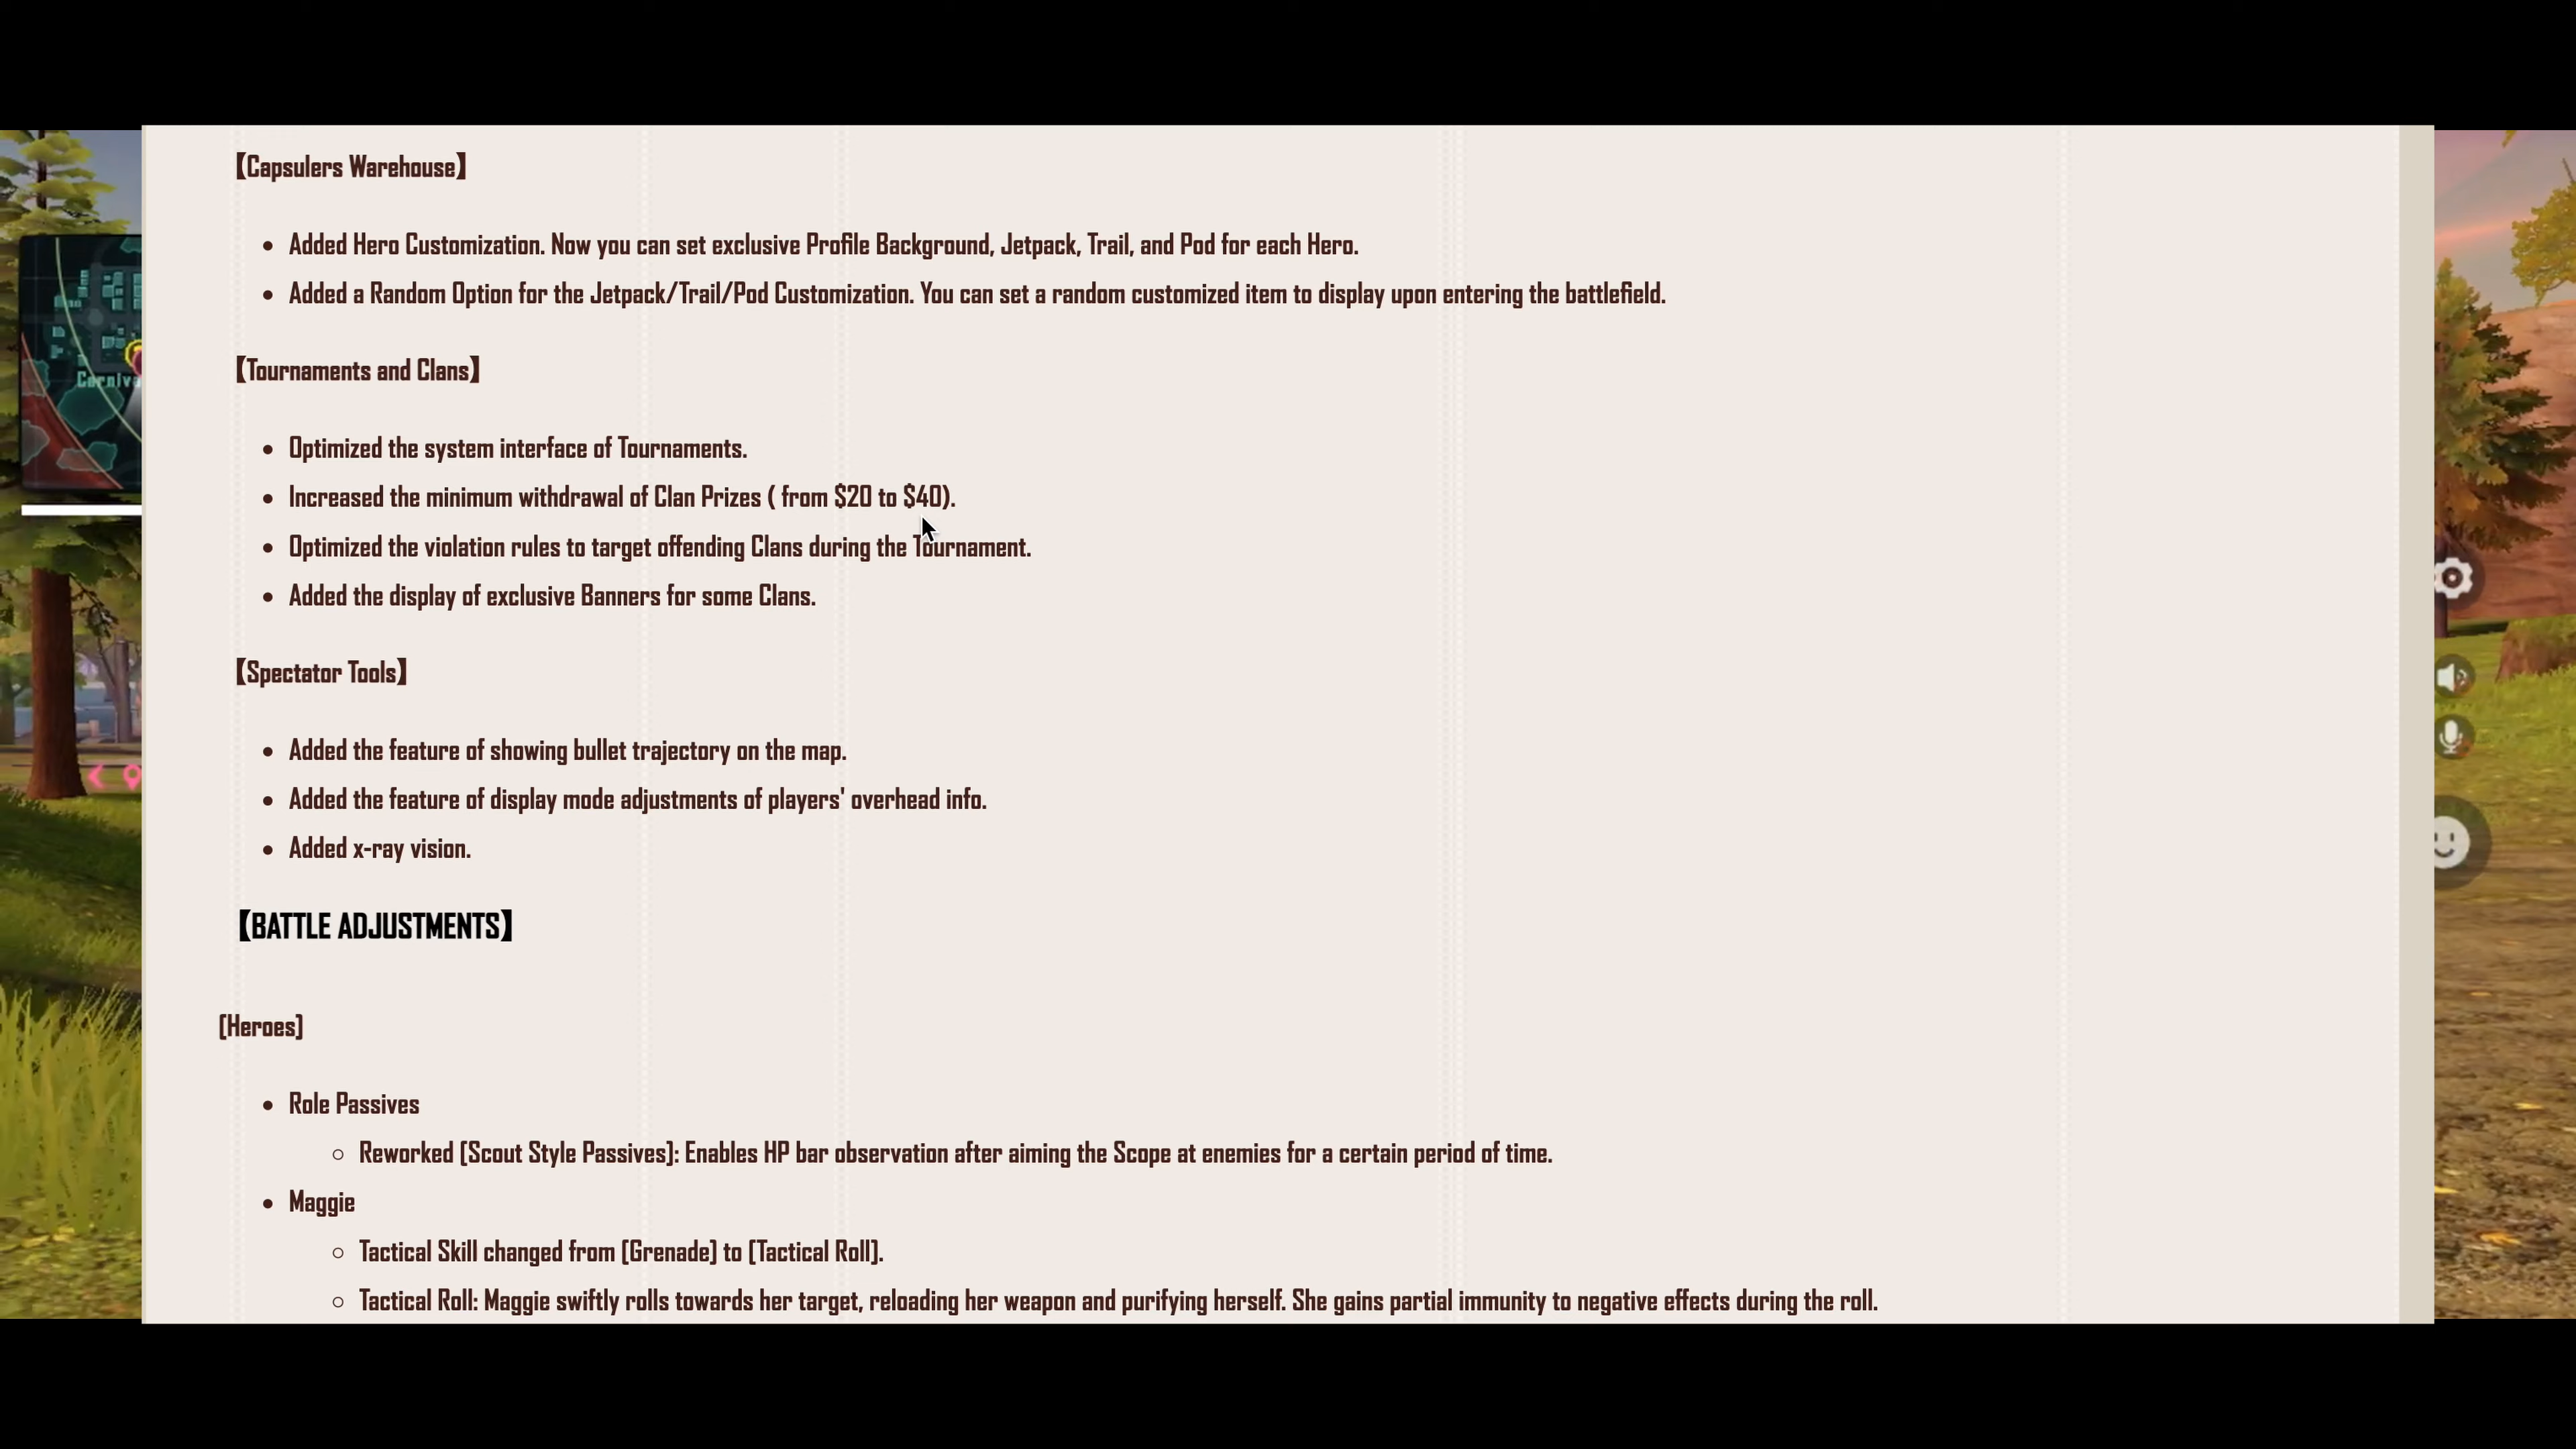 【Capsulers Warehouse】
Added Hero Customization. Now you can set exclusive Profile Background, Jetpack, Trail, and Pod for each Hero.
Added a Random Option for the Jetpack/Trail/Pod Customization. You can set a random customized item to display upon entering the battlefield.
【Tournaments and Clans】
Optimized the system interface of Tournaments.
Increased the minimum withdrawal of Clan Prizes ( from $20 to $40).
Optimized the violation rules to target offending Clans during the Tournament.
Added the display of exclusive Banners for some Clans.
【Spectator Tools】
Added the feature of showing bullet trajectory on the map.
Added the feature of display mode adjustments of players' overhead info.
Added x-ray vision.
【BATTLE ADJUSTMENTS】
[Heroes]
Role Passives
Reworked [Scout Style Passives]: Enables HP bar observation after aiming the Scope at enemies for a certain period of time.
Maggie
Tactical Skill changed from [Grenade] to [Tactical Roll].
Tactical Roll: Maggie swiftly rolls towards her target, reloading her weapon and purifying herself. She gains partial immunity to negative effects during the roll.